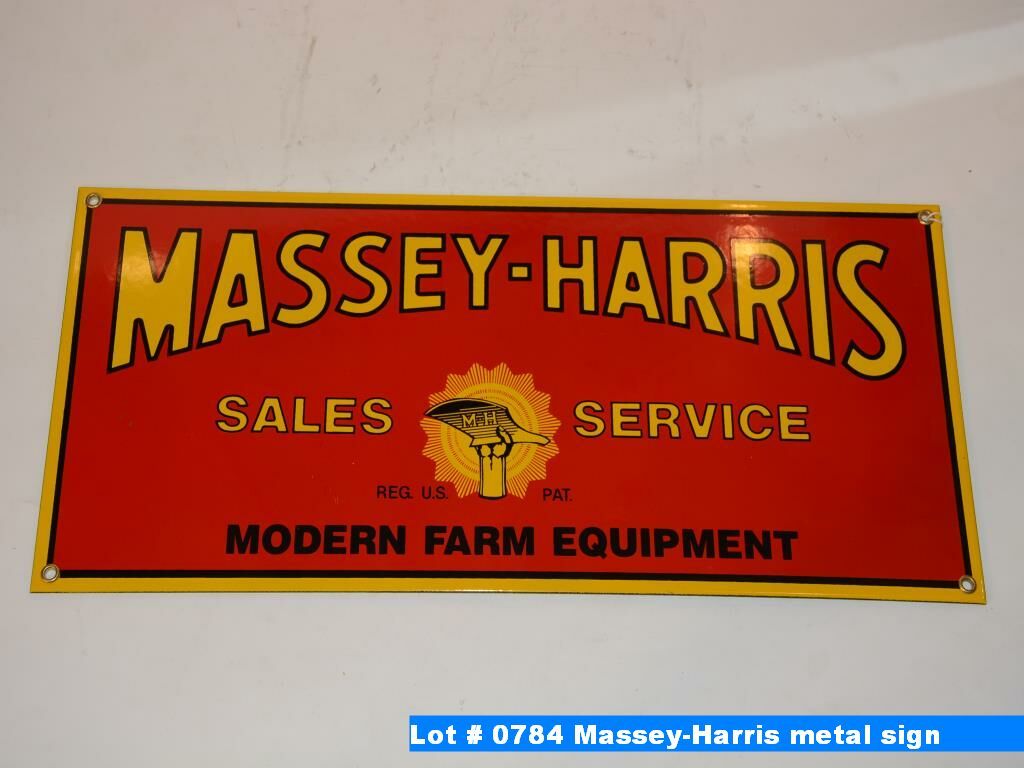 MASSEY-HARRIS
SALES M-H SERVICE
REG. U.S. PAT.
MODERN FARM EQUIPMENT
Lot # 0784 Massey-Harris metal sign